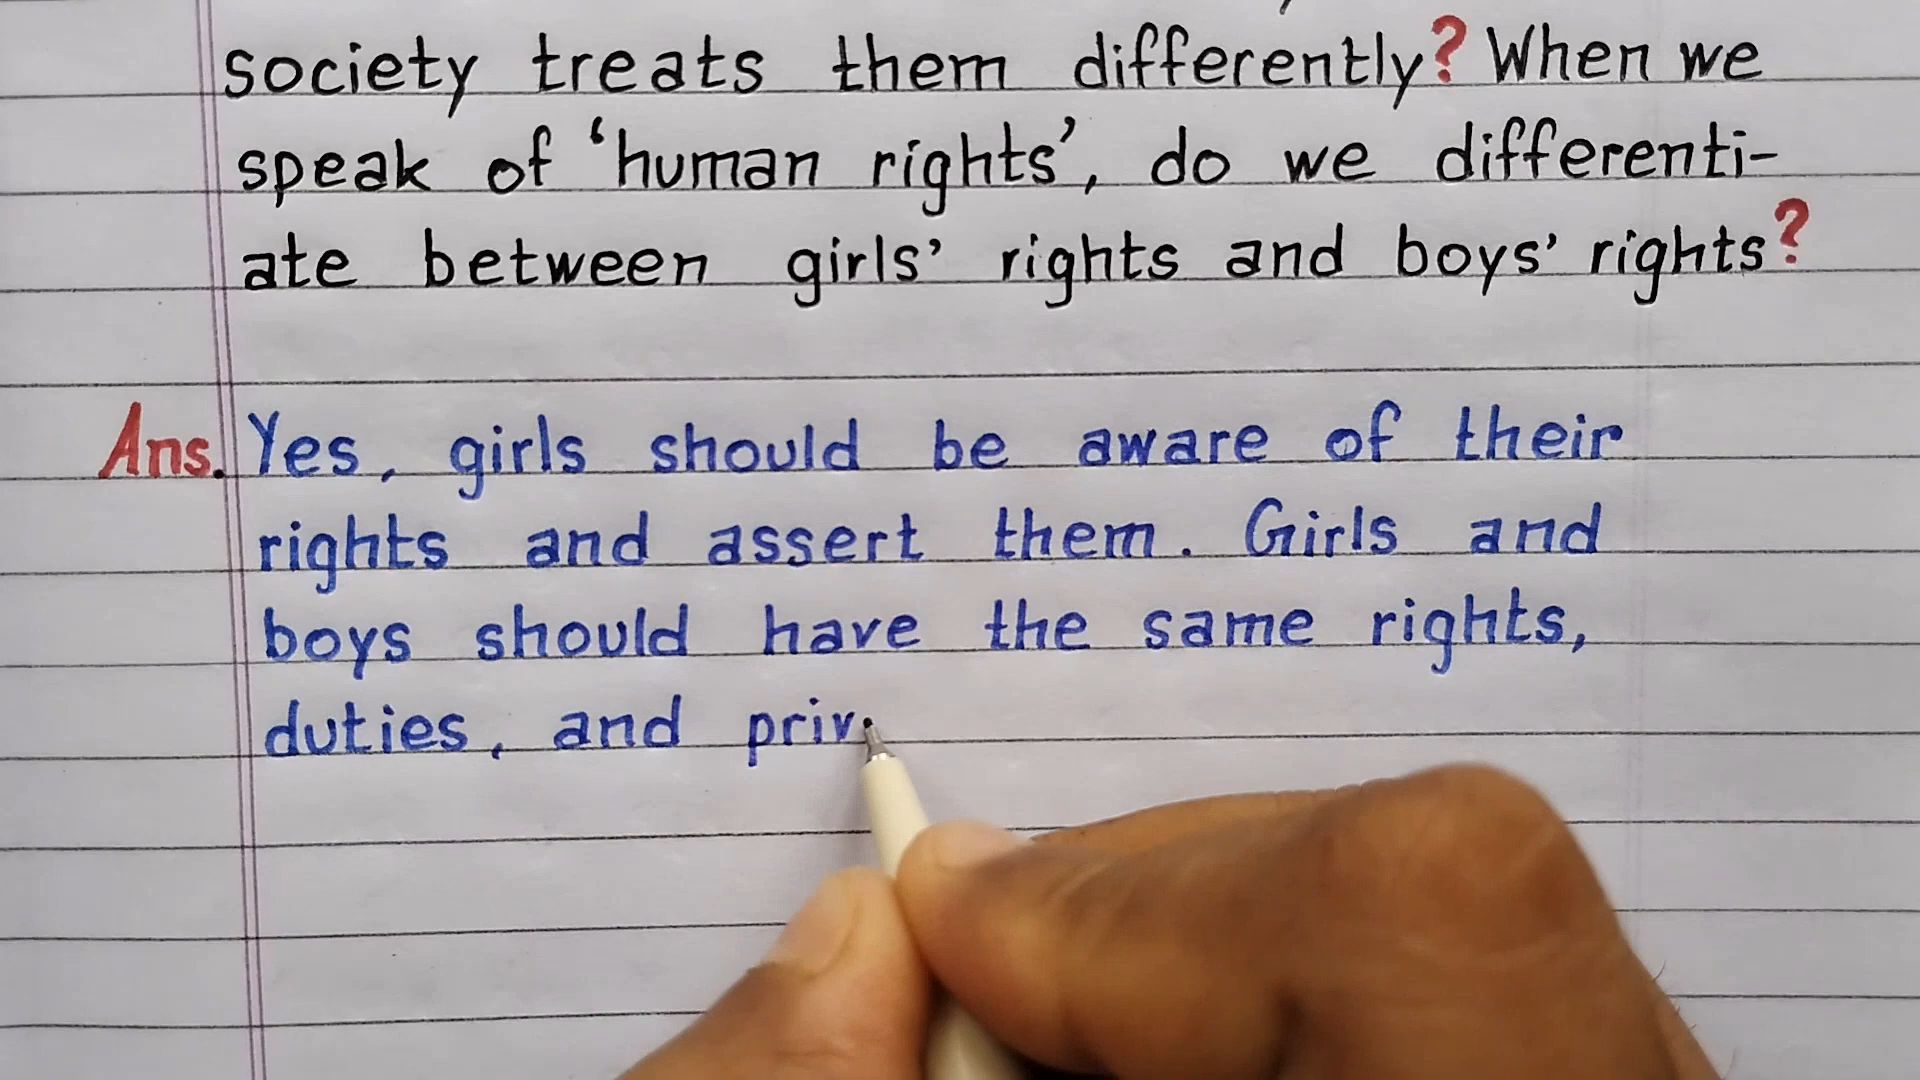 society treats them differently? When we
speak of ‘human rights’, do we differenti-
ate between girls’ rights and boys’ rights?
Ans. Yes, girls should be aware of their
rights and assert them. Girls and
boys should have the same rights,
duties, and priv